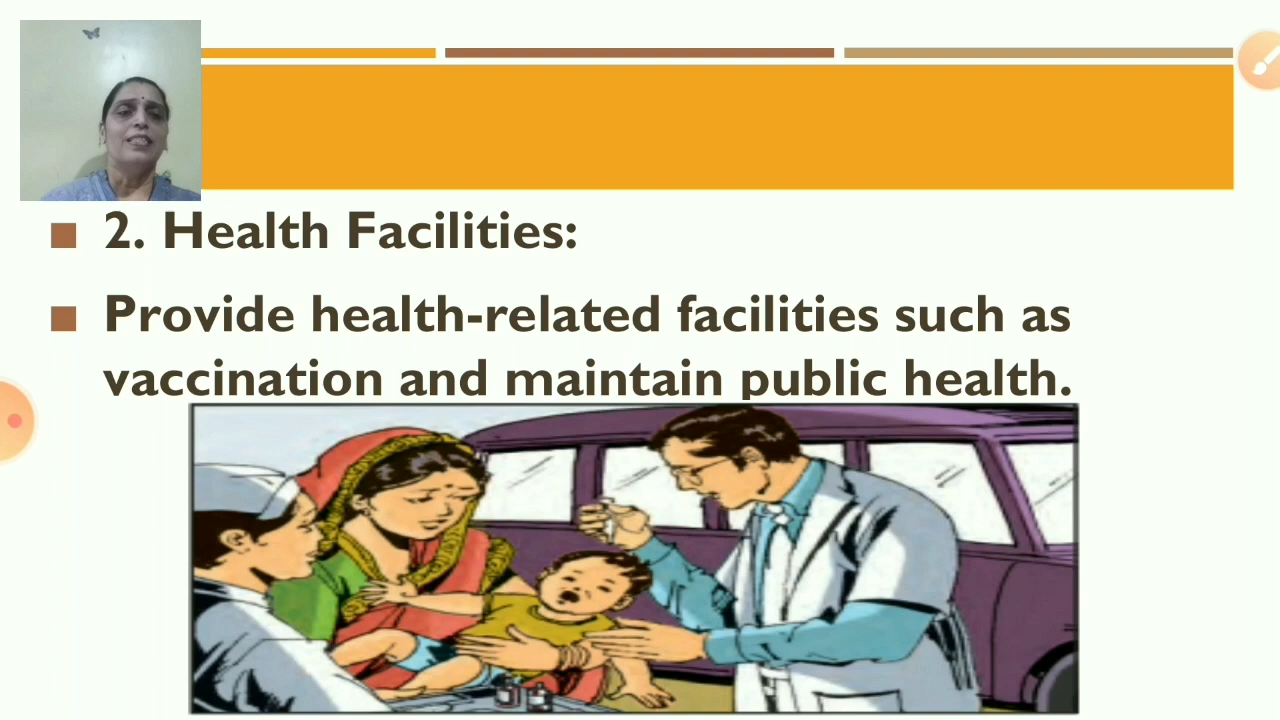 2. Health Facilities:
Provide health-related facilities such as
vaccination and maintain public health.